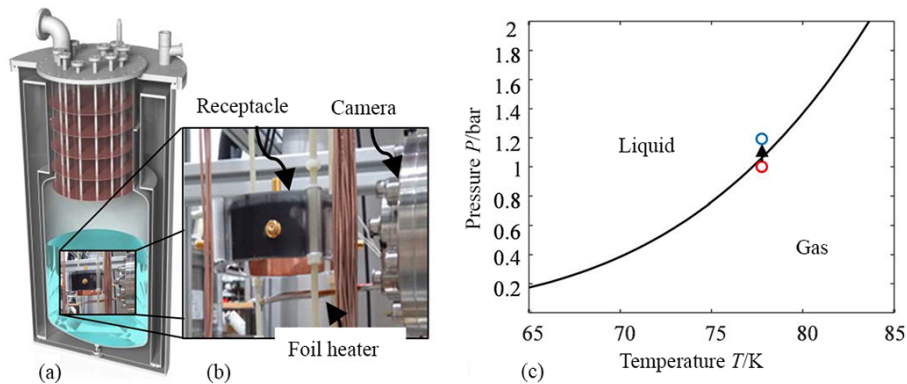 (a)
Receptacle
Camera
Foil heater
(b)
(c)
2
1.8
1.6
1.4
1.2
1
0.8
0.6
0.4
0.2
Pressure P/bar
Liquid
Gas
65
70
75
80
85
Temperature T/K